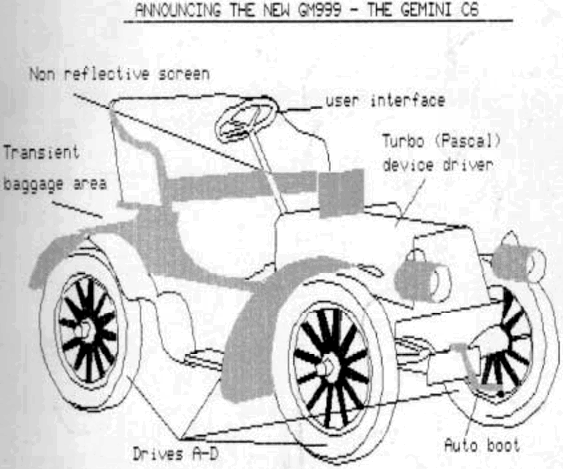 ANNOUNCING THE NEW GM999 - THE GEMINI C6
Non reflective screen
user interface
Transient
baggage area
Turbo (Pascal)
device driver
Drives A-D
Auto boot